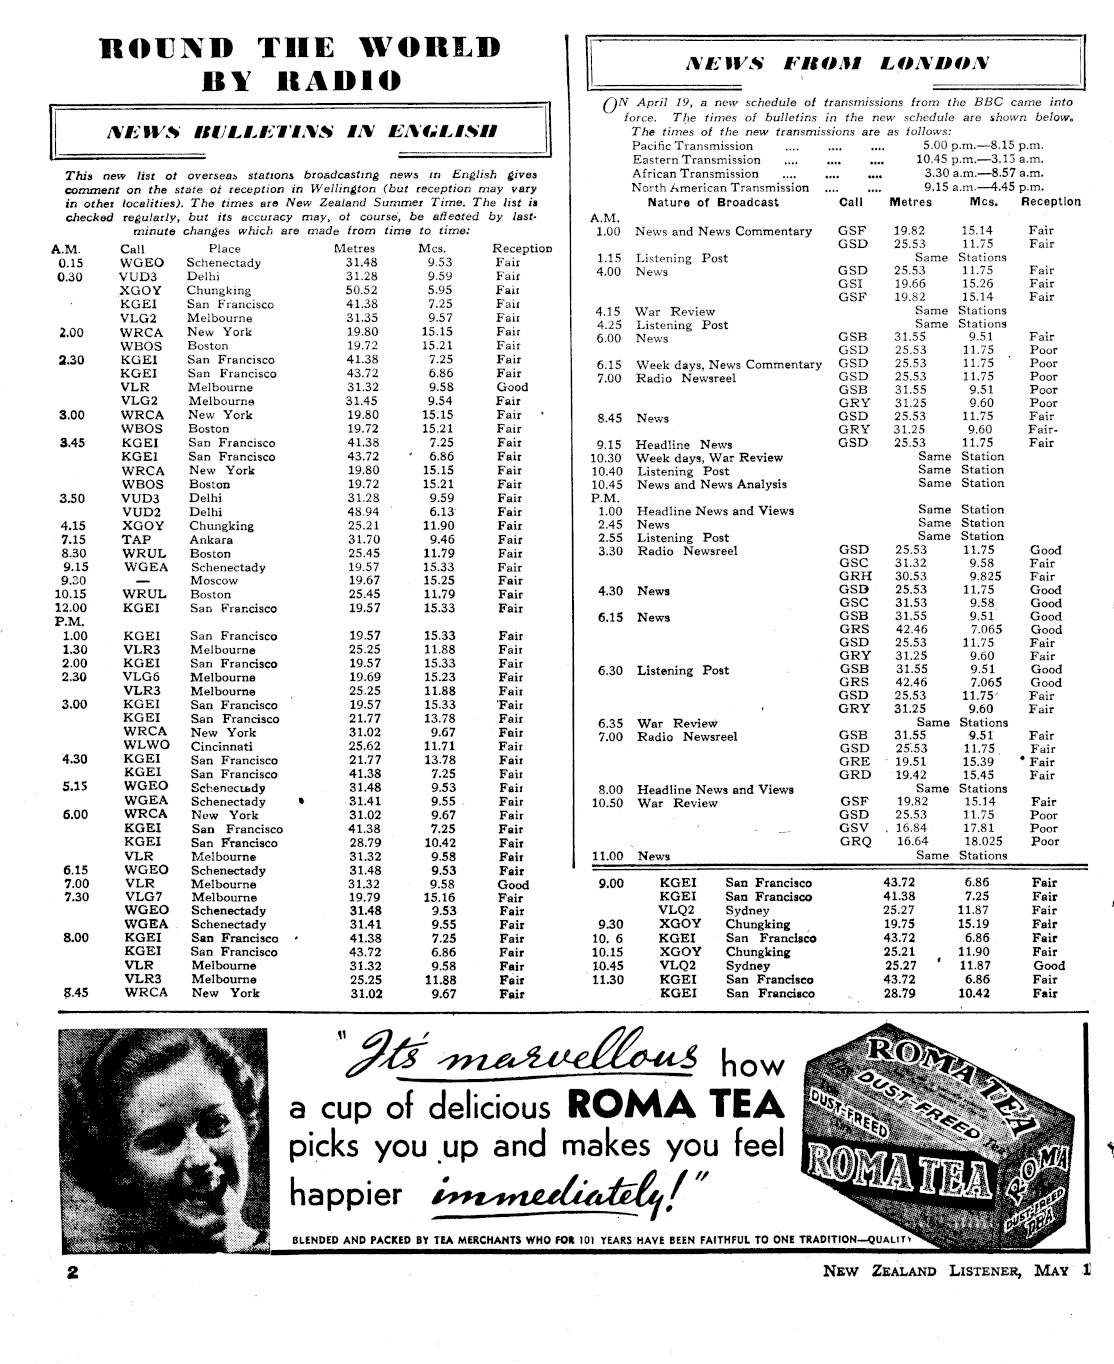 ROUND THE WORLD
BY RADIO
NEWS BULLETINS IN ENGLISH
This new list of overseas stations broadcasting news in English gives
comment on the state of reception in Wellington (but reception may vary
in other localities). The times are New Zealand Summer Time. The list is
checked regularly, but its accuracy may, of course, be affected by last-
minute changes which are made from time to time:
A.M. Call Place Metres Mcs. Reception
0.15 WGEO Schenectady 31.48 9.53 Fair
0.30 VUD3 Delhi 31.28 9.59 Fair
XGOY Chungking 50.52 5.95 Fair
KGEI San Francisco 41.38 7.25 Fair
VLG2 Melbourne 31.35 9.57 Fair
2.00 WRCA New York 19.80 15.15 Fair
WBOS Boston 19.72 15.21 Fair
2.30 KGEI San Francisco 41.38 7.25 Fair
KGEI San Francisco 43.72 6.86 Fair
VLR Melbourne 31.32 9.58 Good
VLG2 Melbourne 31.45 9.54 Fair
3.00 WRCA New York 19.80 15.15 Fair
WBOS Boston 19.72 15.21 Fair
3.45 KGEI San Francisco 41.38 7.25 Fair
KGEI San Francisco 43.72 6.86 Fair
WRCA New York 19.80 15.15 Fair
WBOS Boston 19.72 15.21 Fair
3.50 VUD3 Delhi 31.28 9.59 Fair
VUD2 Delhi 48.94 6.13 Fair
4.15 XGOY Chungking 25.21 11.90 Fair
7.15 TAP Ankara 31.70 9.46 Fair
8.30 WRUL Boston 25.45 11.79 Fair
9.15 WGEA Schenectady 19.57 15.33 Fair
9.30 — Moscow 19.67 15.25 Fair
10.15 WRUL Boston 25.45 11.79 Fair
12.00 KGEI San Francisco 19.57 15.33 Fair
P.M.
1.00 KGEI San Francisco 19.57 15.33 Fair
1.30 VLR3 Melbourne 25.25 11.88 Fair
2.00 KGEI San Francisco 19.57 15.33 Fair
2.30 VLG6 Melbourne 19.69 15.23 Fair
VLR3 Melbourne 25.25 11.88 Fair
3.00 KGEI San Francisco 19.57 15.33 Fair
KGEI San Francisco 21.77 13.78 Fair
WRCA New York 31.02 9.67 Fair
WLWO Cincinnati 25.62 11.71 Fair
4.30 KGEI San Francisco 21.77 13.78 Fair
KGEI San Francisco 41.38 7.25 Fair
5.15 WGEO Schenectady 31.48 9.53 Fair
WGEA Schenectady 31.41 9.55 Fair
6.00 WRCA New York 31.02 9.67 Fair
KGEI San Francisco 41.38 7.25 Fair
KGEI San Francisco 28.79 10.42 Fair
VLR Melbourne 31.32 9.58 Fair
6.15 WGEO Schenectady 31.48 9.53 Fair
7.00 VLR Melbourne 31.32 9.58 Good
7.30 VLG7 Melbourne 19.79 15.16 Fair
WGEO Schenectady 31.48 9.53 Fair
WGEA Schenectady 31.41 9.55 Fair
8.00 KGEI San Francisco 41.38 7.25 Fair
KGEI San Francisco 43.72 6.86 Fair
VLR Melbourne 31.32 9.58 Fair
VLR3 Melbourne 25.25 11.88 Fair
8.45 WRCA New York 31.02 9.67 Fair
NEWS FROM LONDON
ON April 19, a new schedule of transmissions from the BBC came into
force. The times of bulletins in the new schedule are shown below.
The times of the new transmissions are as follows:
Pacific Transmission .... .... .... 5.00 p.m.—8.15 p.m.
Eastern Transmission .... .... .... 10.45 p.m.—3.15 a.m.
African Transmission .... .... .... 3.30 a.m.—8.57 a.m.
North American Transmission .... .... 9.15 a.m.—4.45 p.m.
Nature of Broadcast Call Metres Mcs. Reception
A.M.
1.00 News and News Commentary GSF 19.82 15.14 Fair
GSD 25.53 11.75 Fair
1.15 Listening Post Same Stations
4.00 News GSD 25.53 11.75 Fair
GSI 19.66 15.26 Fair
GSF 19.82 15.14 Fair
4.15 War Review Same Stations
4.25 Listening Post Same Stations
6.00 News GSB 31.55 9.51 Fair
GSD 25.53 11.75 Poor
6.15 Week days, News Commentary GSD 25.53 11.75 Poor
7.00 Radio Newsreel GSD 25.53 11.75 Poor
GSB 31.55 9.51 Poor
GRY 31.25 9.60 Poor
8.45 News GSD 25.53 11.75 Fair
GRY 31.25 9.60 Fair-
9.15 Headline News GSD 25.53 11.75 Fair
10.30 Week days, War Review Same Station
10.40 Listening Post Same Station
10.45 News and News Analysis Same Station
P.M.
1.00 Headline News and Views Same Station
2.45 News Same Station
2.55 Listening Post Same Station
3.30 Radio Newsreel GSD 25.53 11.75 Good
GSC 31.32 9.58 Fair
GRH 30.53 9.825 Fair
4.30 News GSD 25.53 11.75 Good
GSC 31.53 9.58 Good
6.15 News GSB 31.55 9.51 Good
GRS 42.46 7.065 Good
GSD 25.53 11.75 Fair
GRY 31.25 9.60 Fair
6.30 Listening Post GSB 31.55 9.51 Good
GRS 42.46 7.065 Good
GSD 25.53 11.75 Fair
GRY 31.25 9.60 Fair
6.35 War Review Same Stations
7.00 Radio Newsreel GSB 31.55 9.51 Fair
GSD 25.53 11.75 Fair
GRE 19.51 15.39 Fair
GRD 19.42 15.45 Fair
8.00 Headline News and Views Same Stations
10.50 War Review GSF 19.82 15.14 Fair
GSD 25.53 11.75 Poor
GSV 16.84 17.81 Poor
GRQ 16.64 18.025 Poor
11.00 News Same Stations
9.00 KGEI San Francisco 43.72 6.86 Fair
KGEI San Francisco 41.38 7.25 Fair
VLQ2 Sydney 25.27 11.87 Fair
9.30 XGOY Chungking 19.75 15.19 Fair
10. 6 KGEI San Francisco 43.72 6.86 Fair
10.15 XGOY Chungking 25.21 11.90 Fair
10.45 VLQ2 Sydney 25.27 11.87 Good
11.30 KGEI San Francisco 43.72 6.86 Fair
KGEI San Francisco 28.79 10.42 Fair
"It's marvellous how
a cup of delicious ROMA TEA
picks you up and makes you feel
happier immediately!"
BLENDED AND PACKED BY TEA MERCHANTS WHO FOR 101 YEARS HAVE BEEN FAITHFUL TO ONE TRADITION—QUALITY
ROMA TEA
DUST-FREED
DUST-FREED
ROMA TEA
ROMA
DUST-FREED
TEA
2
NEW ZEALAND LISTENER, MAY 1